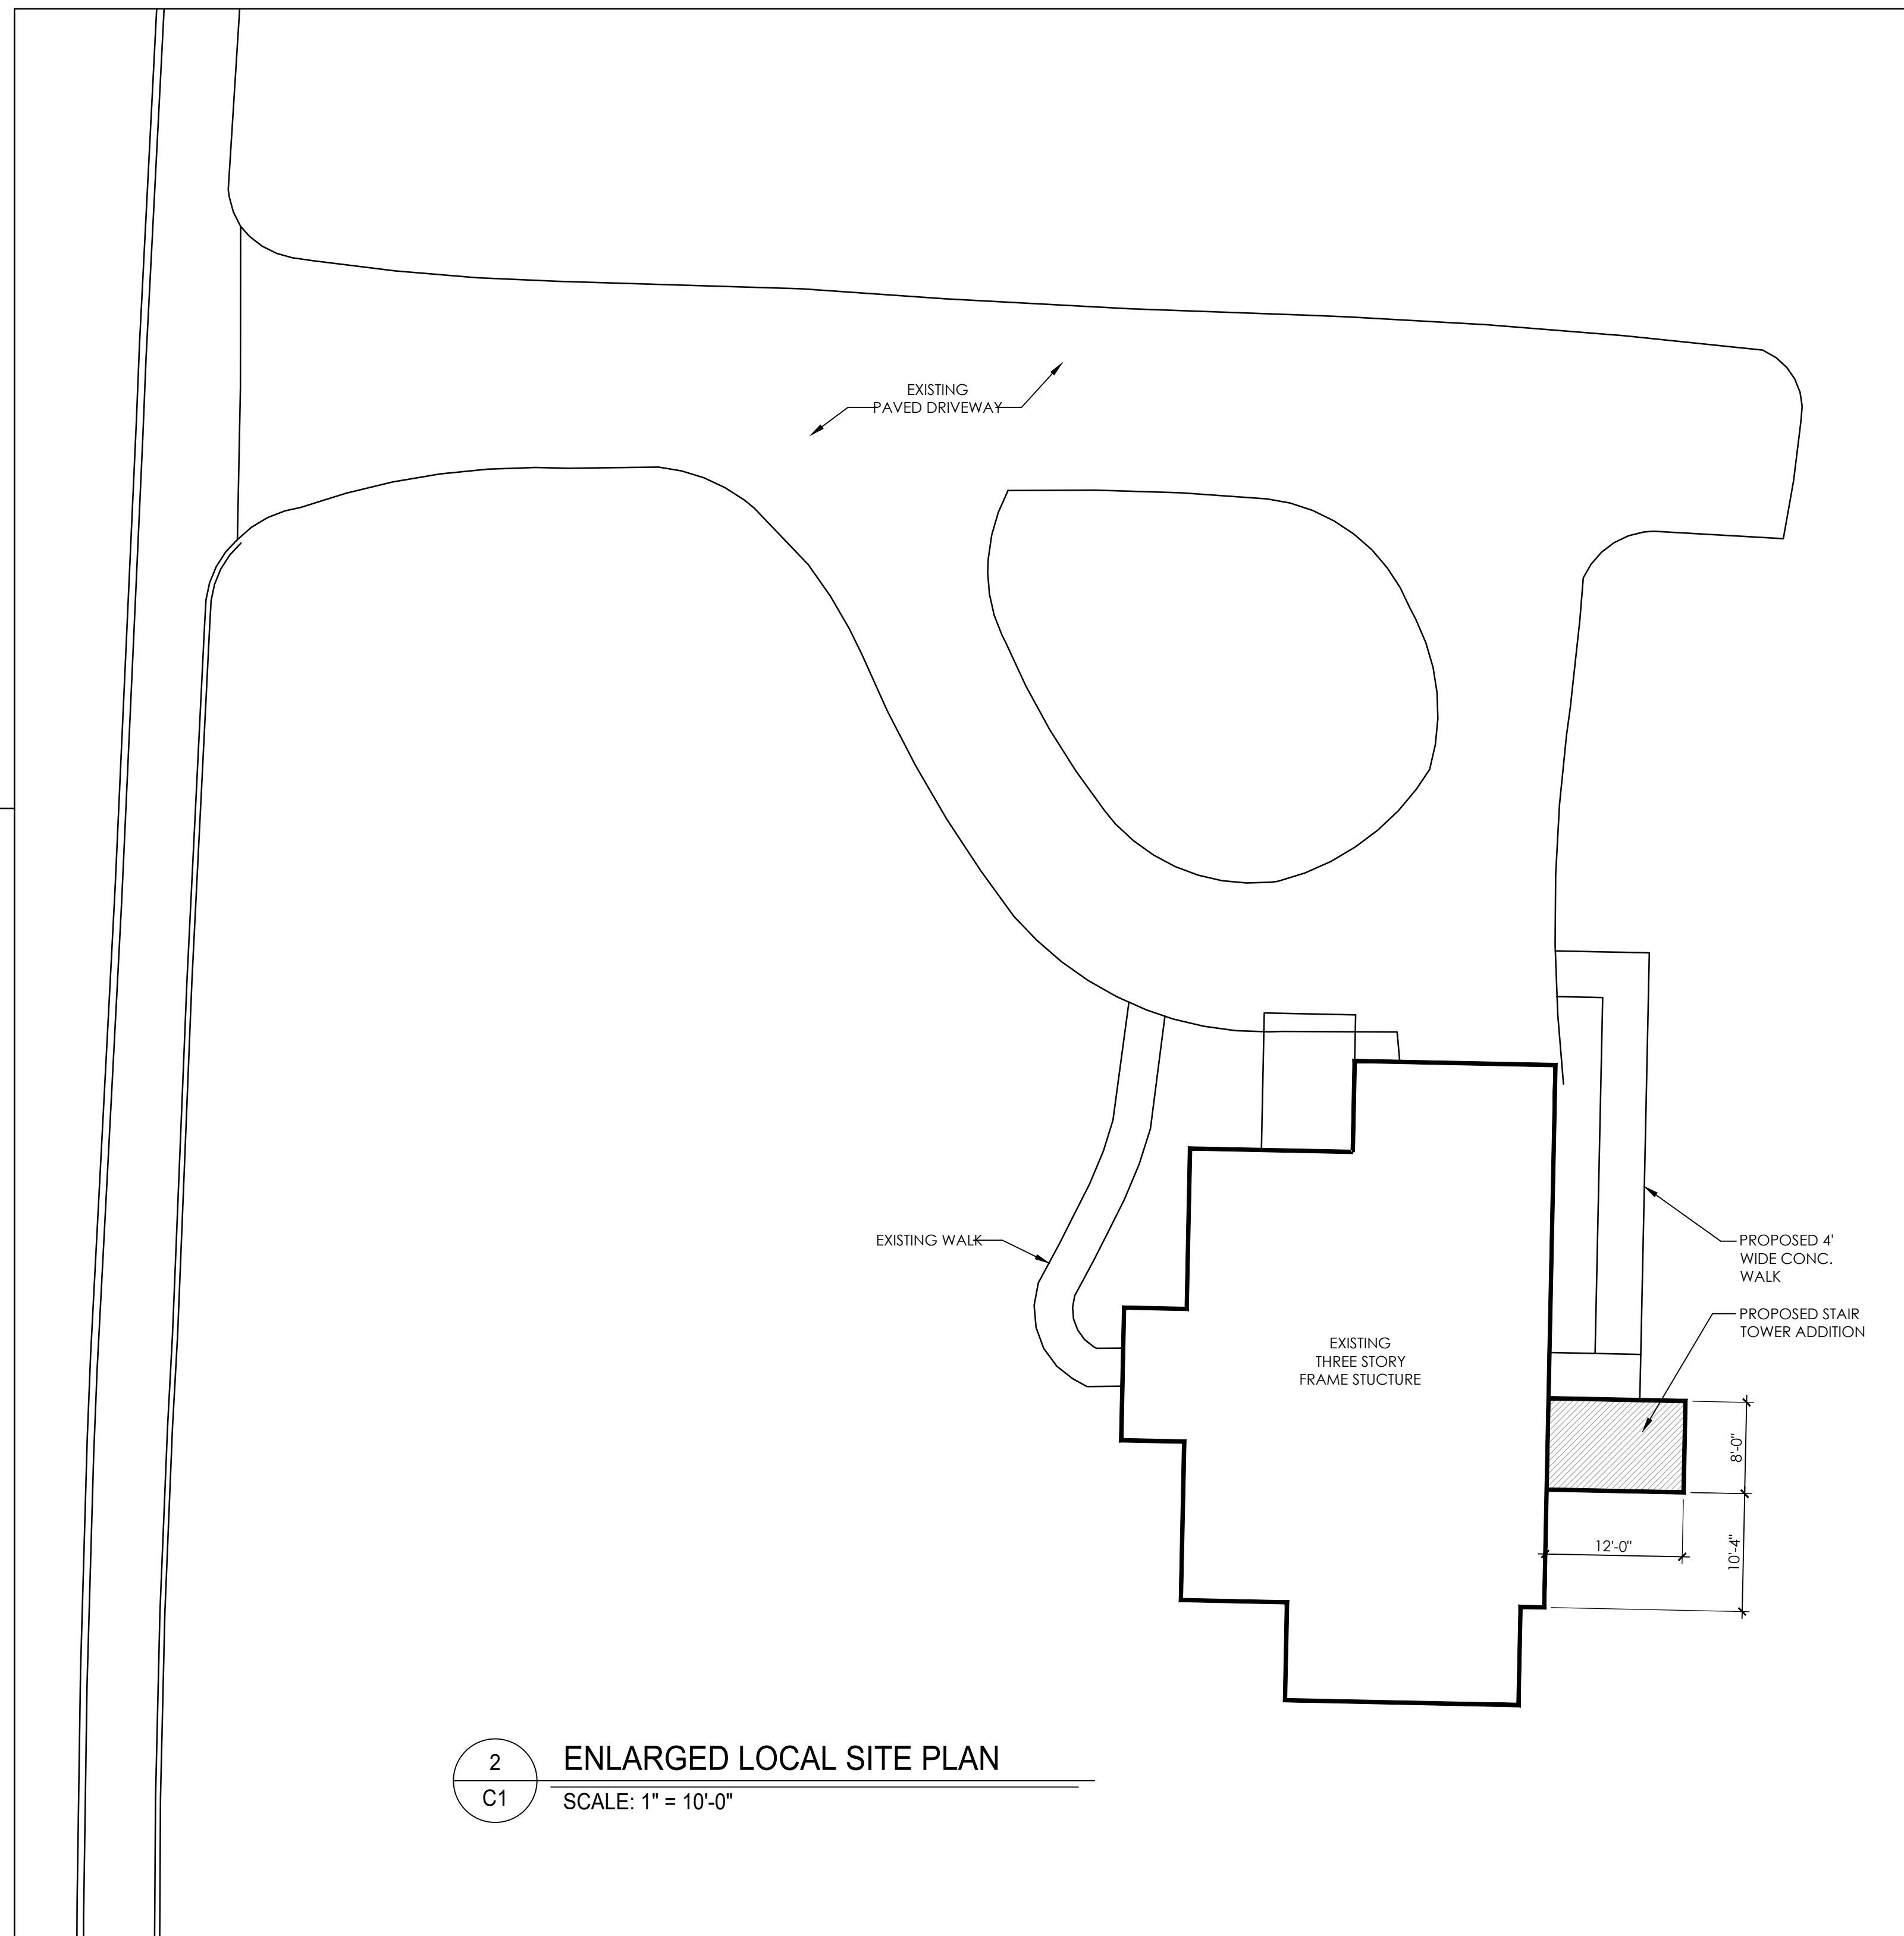 EXISTING
PAVED DRIVEWAY
EXISTING WALK
PROPOSED 4'
WIDE CONC.
WALK
PROPOSED STAIR
TOWER ADDITION
EXISTING
THREE STORY
FRAME STUCTURE
8'-0"
12'-0"
10'-4"
2
C1
ENLARGED LOCAL SITE PLAN
SCALE: 1" = 10'-0"